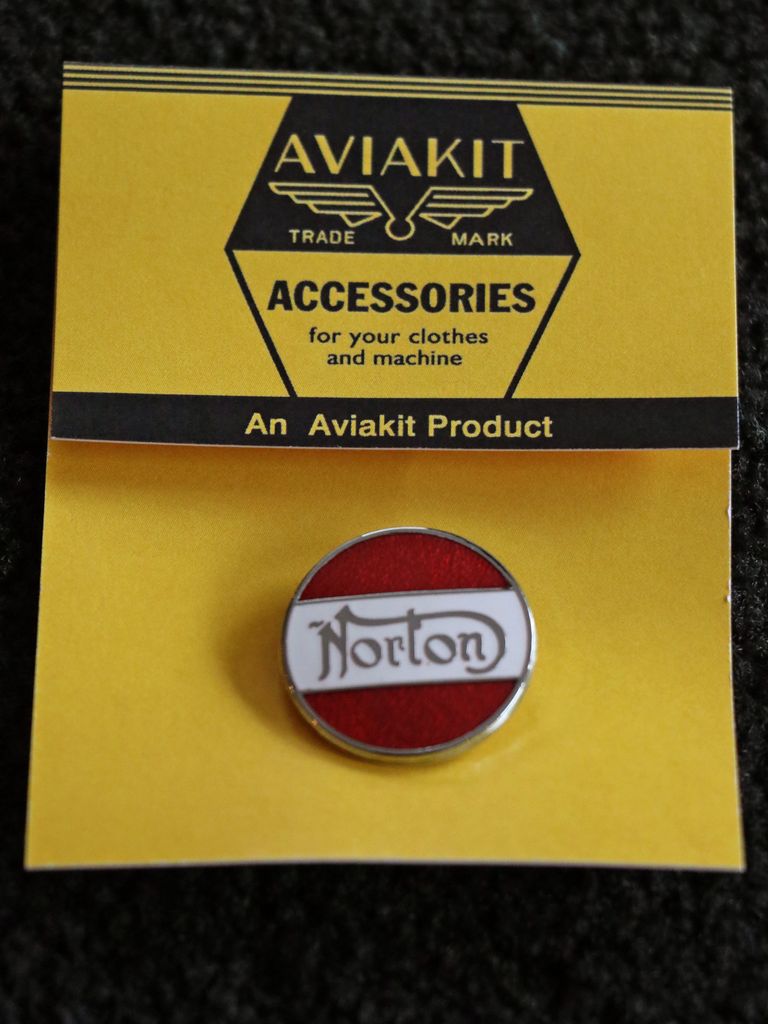 AVIAKIT
TRADE MARK
ACCESSORIES
for your clothes
and machine
An Aviakit Product
Norton